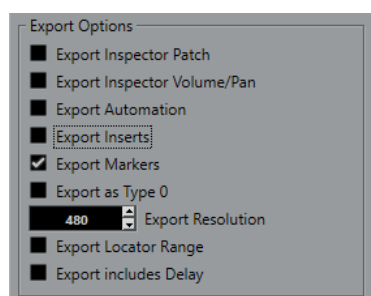 Export Options
Export Inspector Patch
Export Inspector Volume/Pan
Export Automation
Export Inserts
Export Markers
Export as Type 0
480 Export Resolution
Export Locator Range
Export includes Delay